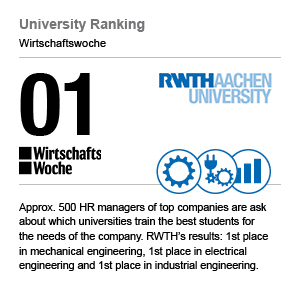 University Ranking
Wirtschaftswoche
01
RWTHAACHEN
UNIVERSITY
Wirtschafts
Woche
Approx. 500 HR managers of top companies are ask
about which universities train the best students for
the needs of the company. RWTH's results: 1st place
in mechanical engineering, 1st place in electrical
engineering and 1st place in industrial engineering.